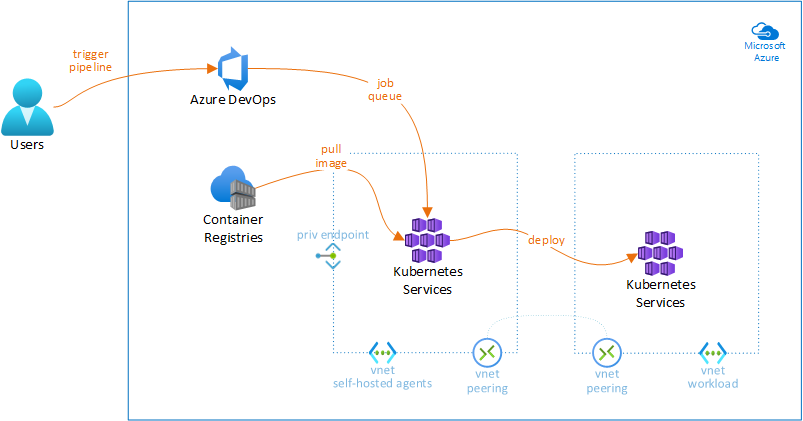 Microsoft
Azure
trigger
pipeline
Azure DevOps
job
queue
Users
pull
image
Container
Registries
priv endpoint
Kubernetes
Services
deploy
Kubernetes
Services
vnet
self-hosted agents
vnet
peering
vnet
peering
vnet
workload